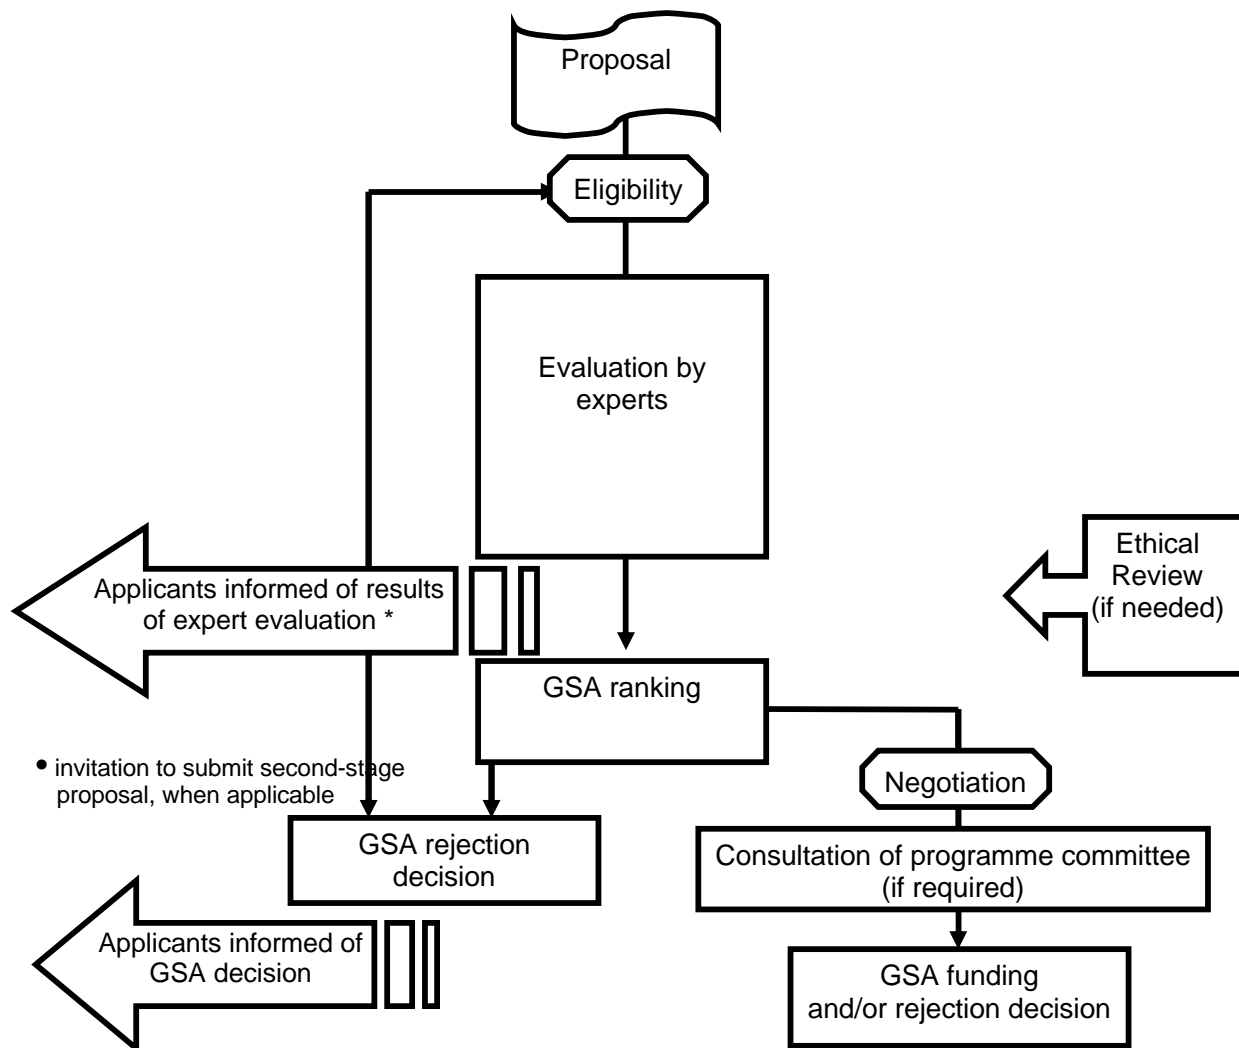 Proposal
Eligibility
Evaluation by
experts
Ethical
Review
(if needed)
Applicants informed of results
of expert evaluation *
GSA ranking
• invitation to submit second-stage
proposal, when applicable
Negotiation
GSA rejection
decision
Consultation of programme committee
(if required)
Applicants informed of
GSA decision
GSA funding
and/or rejection decision